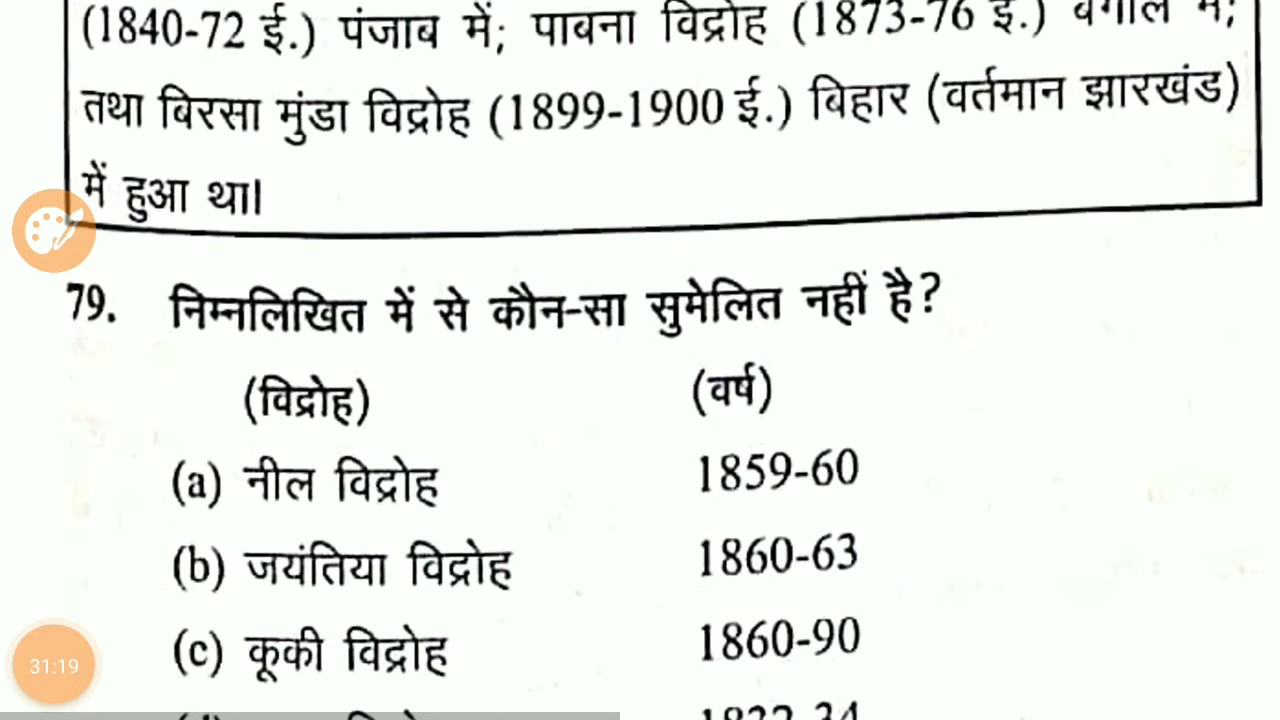 (1840-72 ई.) पंजाब में; पाबना विद्रोह (1873-76 ई.) बंगाल में;
तथा बिरसा मुंडा विद्रोह (1899-1900 ई.) बिहार (वर्तमान झारखंड)
में हुआ था।
79. निम्नलिखित में से कौन-सा सुमेलित नहीं है?
(विद्रोह) (वर्ष)
(a) नील विद्रोह 1859-60
(b) जयंतिया विद्रोह 1860-63
(c) कूकी विद्रोह 1860-90
31:19